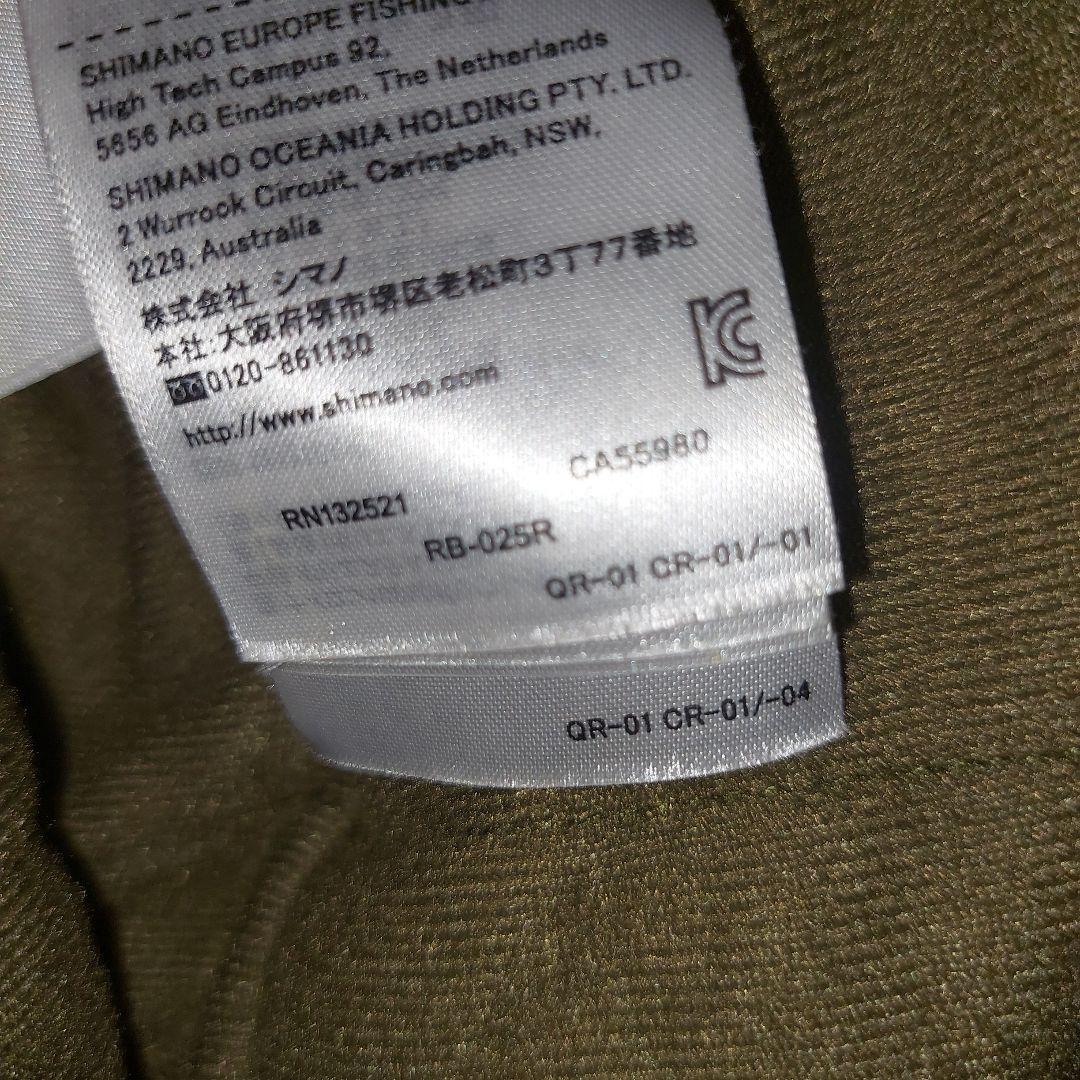 SHIMANO EUROPE FISHING
High Tech Campus 92,
5656 AG Eindhoven, The Netherlands
SHIMANO OCEANIA HOLDING PTY. LTD.
2 Wurrook Circuit, Caringbah, NSW,
2229, Australia
株式会社 シマノ
本社:大阪府堺市堺区老松町3丁77番地
0120-861130
http://www.shimano.com
CA55980
RN132521
RB-025R
QR-01 CR-01/-01
QR-01 CR-01/-04